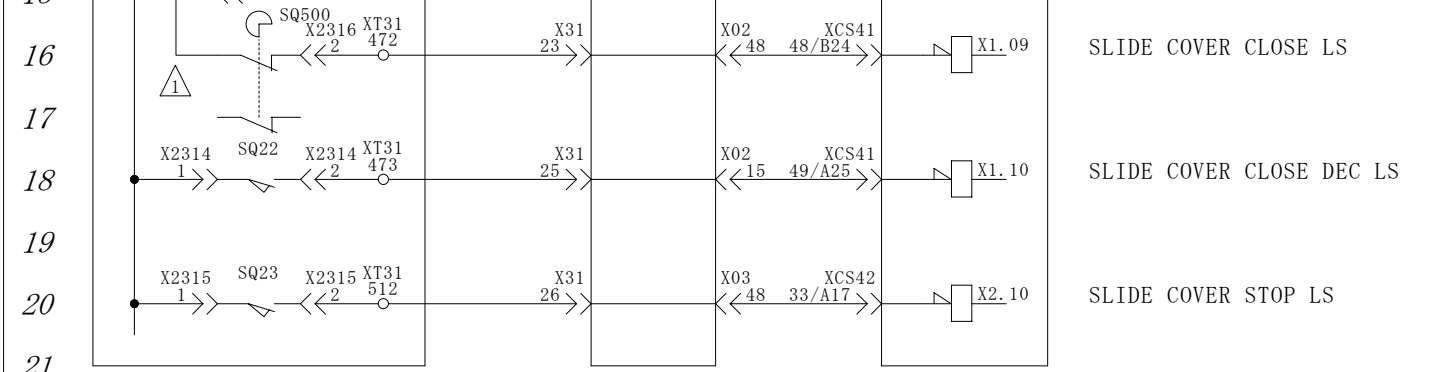 SQ500
X2316 XT31 X31 X02 XCS41
16 2 472 23 48 48/B24 X1.09 SLIDE COVER CLOSE LS
1
17
X2314 SQ22 X2314 XT31 X31 X02 XCS41
18 1 2 473 25 15 49/A25 X1.10 SLIDE COVER CLOSE DEC LS
19
X2315 SQ23 X2315 XT31 X31 X03 XCS42
20 1 2 512 26 48 33/A17 X2.10 SLIDE COVER STOP LS
21